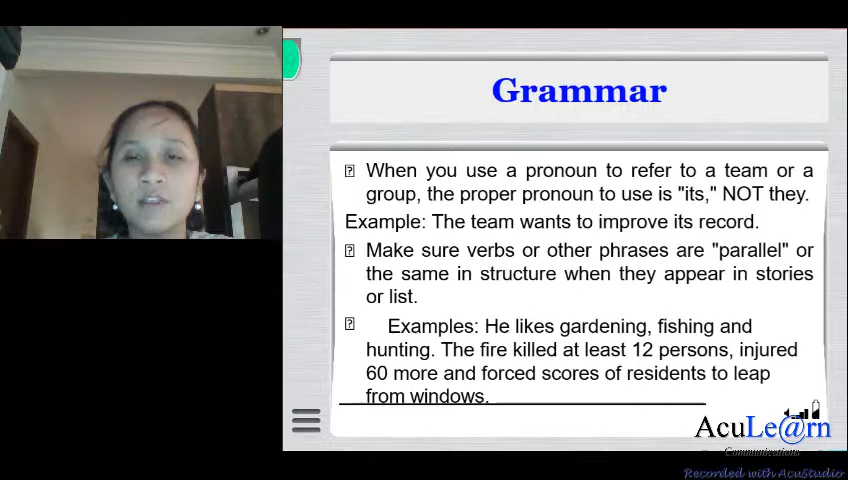 Grammar
When you use a pronoun to refer to a team or a
group, the proper pronoun to use is "its," NOT they.
Example: The team wants to improve its record.
Make sure verbs or other phrases are "parallel" or
the same in structure when they appear in stories
or list.
Examples: He likes gardening, fishing and
hunting. The fire killed at least 12 persons, injured
60 more and forced scores of residents to leap
from windows.
AcuLe@rn
Communications
Recorded with AcuStudio